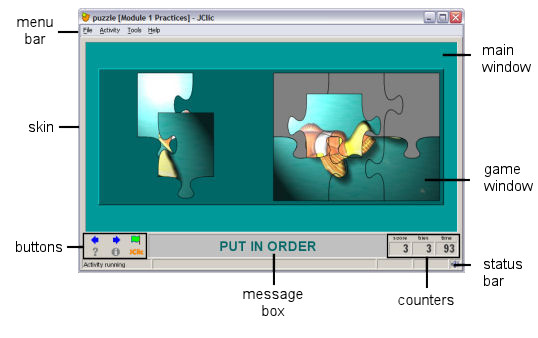 menu
bar
puzzle [Module 1 Practices] - JClic
File Activity Tools Help
main
window
skin
game
window
buttons
? i JClic
PUT IN ORDER
score tries time
3 3 93
Activity running
message
box
counters
status
bar